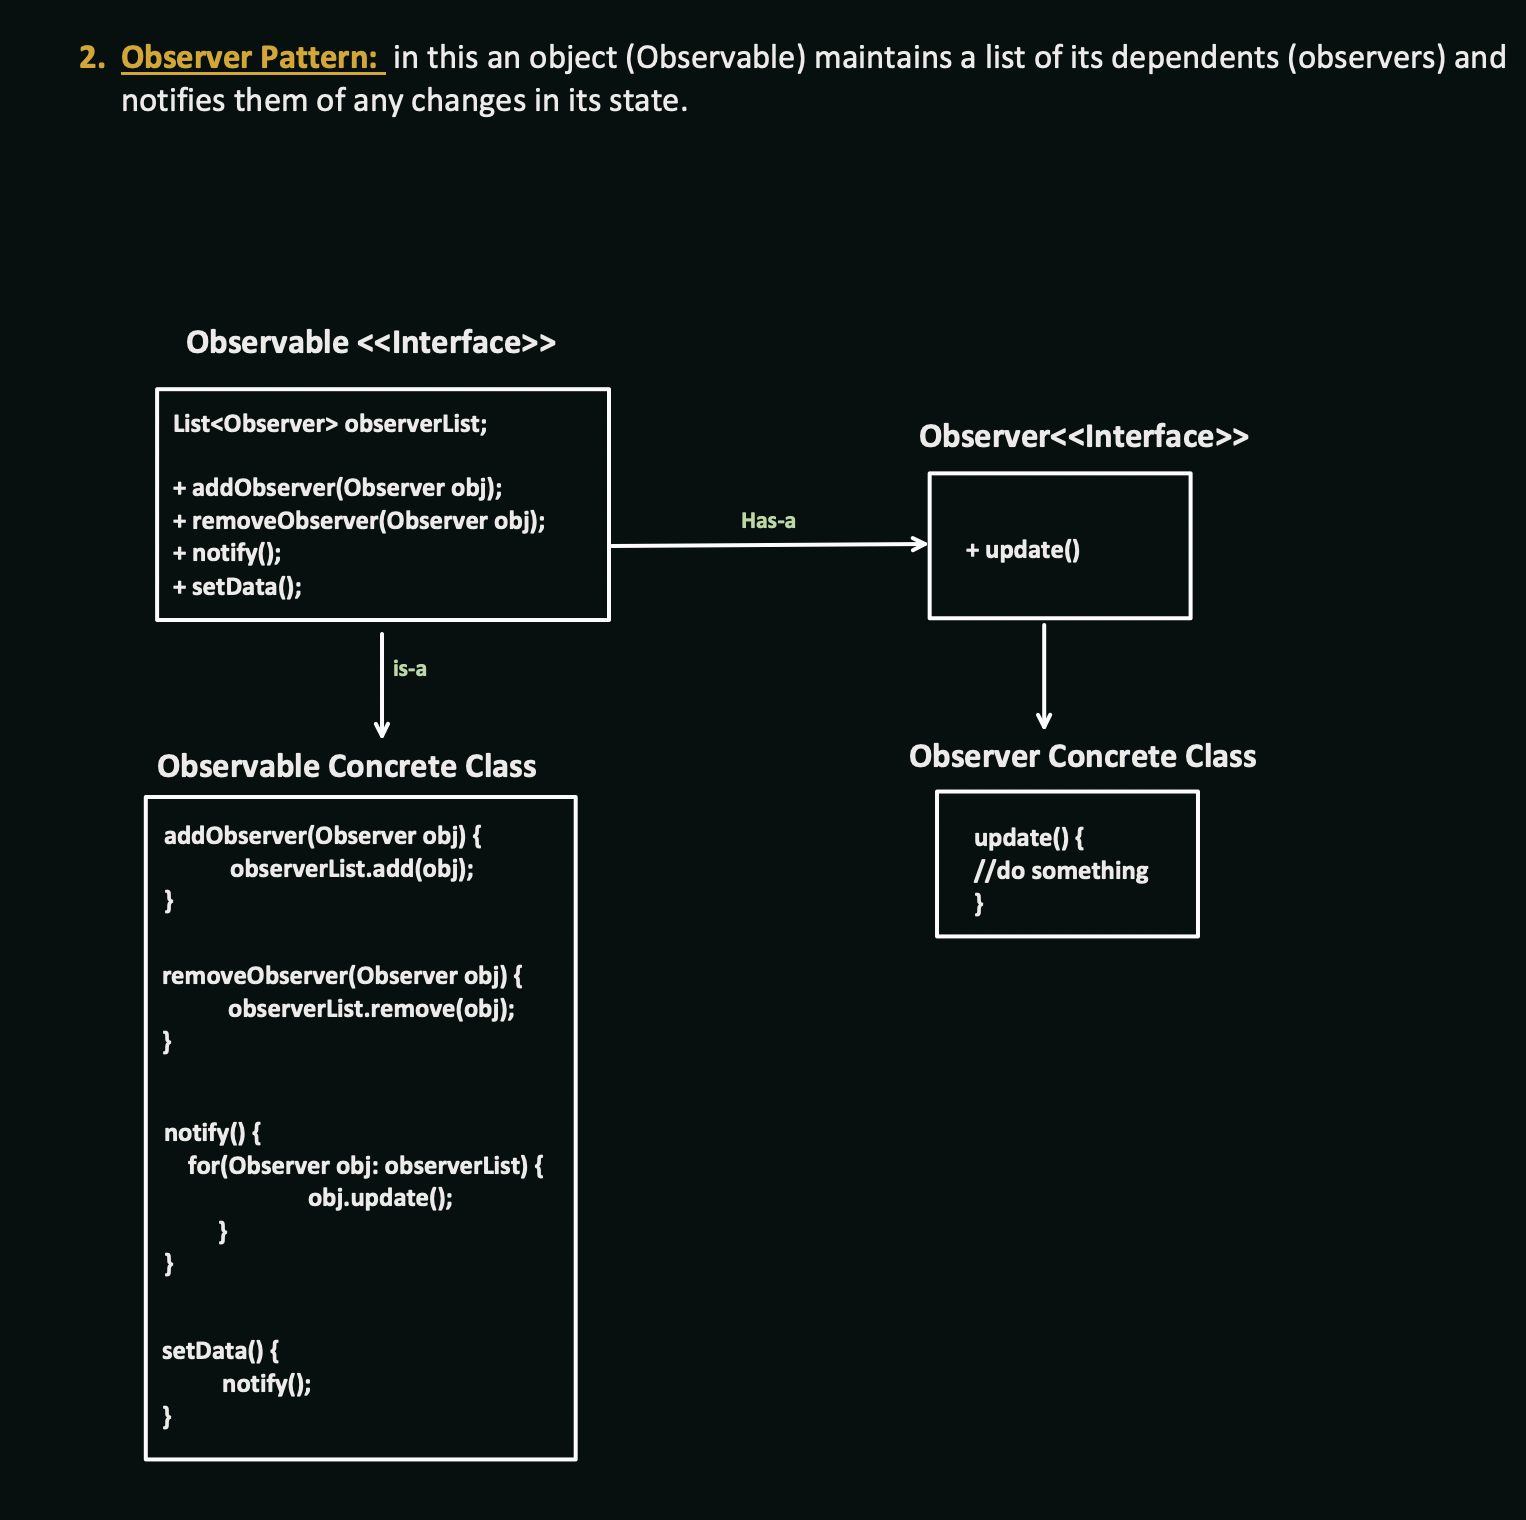 2. Observer Pattern: in this an object (Observable) maintains a list of its dependents (observers) and
notifies them of any changes in its state.
Observable <<Interface>>
List<Observer> observerList;
+ addObserver(Observer obj);
+ removeObserver(Observer obj);
+ notify();
+ setData();
Has-a
Observer<<Interface>>
+ update()
is-a
Observable Concrete Class
addObserver(Observer obj) {
observerList.add(obj);
}
removeObserver(Observer obj) {
observerList.remove(obj);
}
notify() {
for(Observer obj: observerList) {
obj.update();
}
}
setData() {
notify();
}
Observer Concrete Class
update() {
//do something
}